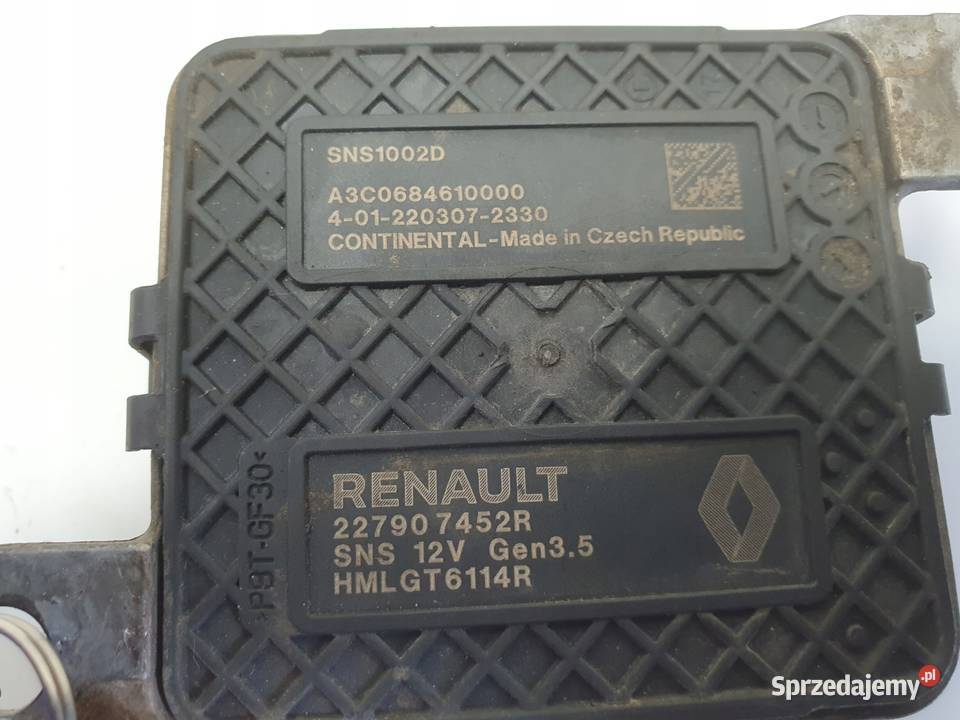 SNS1002D
A3C0684610000
4-01-220307-2330
CONTINENTAL-Made in Czech Republic
>PBT-GF30<
RENAULT
227907452R
SNS 12V Gen3.5
HMLGT6114R
Sprzedajemy.pl